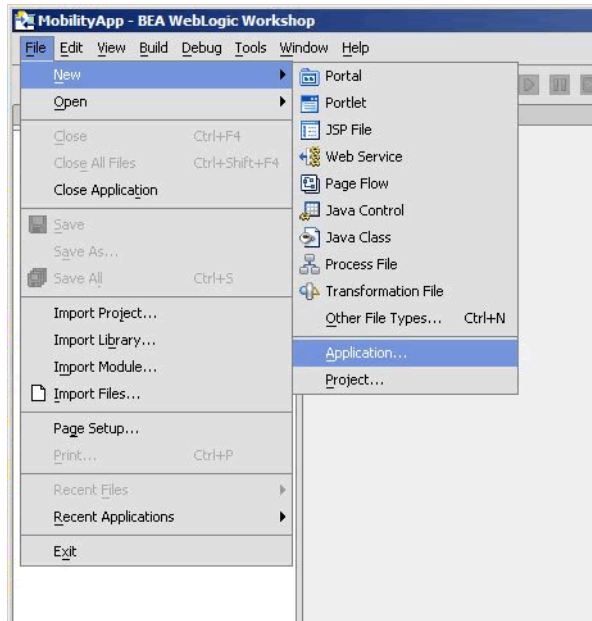 MobilityApp - BEA WebLogic Workshop
File Edit View Build Debug Tools Window Help
New
Open
Close Ctrl+F4
Close All Files Ctrl+Shift+F4
Close Application
Save
Save As...
Save All Ctrl+S
Import Project...
Import Library...
Import Module...
Import Files...
Page Setup...
Print... Ctrl+P
Recent Files
Recent Applications
Exit
Portal
Portlet
JSP File
Web Service
Page Flow
Java Control
Java Class
Process File
Transformation File
Other File Types... Ctrl+N
Application...
Project...